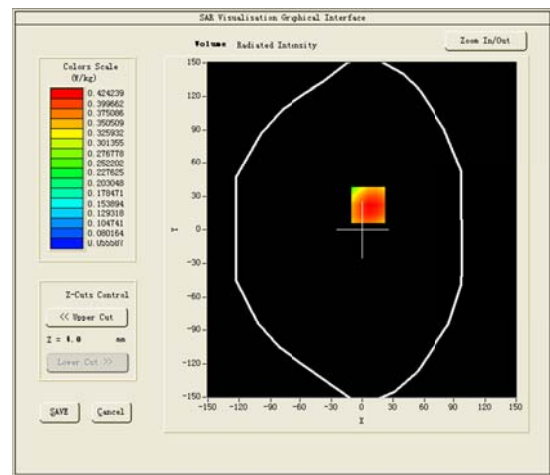 SAR Visualisation Graphical Interface
Volume Radiated Intensity
Zoom In/Out
Colors Scale
(W/kg)
0.424239
0.399662
0.375086
0.350509
0.325932
0.301355
0.276778
0.252202
0.227625
0.203048
0.178471
0.153894
0.129318
0.104741
0.080164
Z-Cuts Control
<< Upper Cut
Z = 4.0 mm
Lower Cut >>
SAVE
Cancel
150
120
90
60
30
0
-30
-60
-90
-120
-150
Y
-150 -120 -90 -60 -30 0 30 60 90 120 150
X